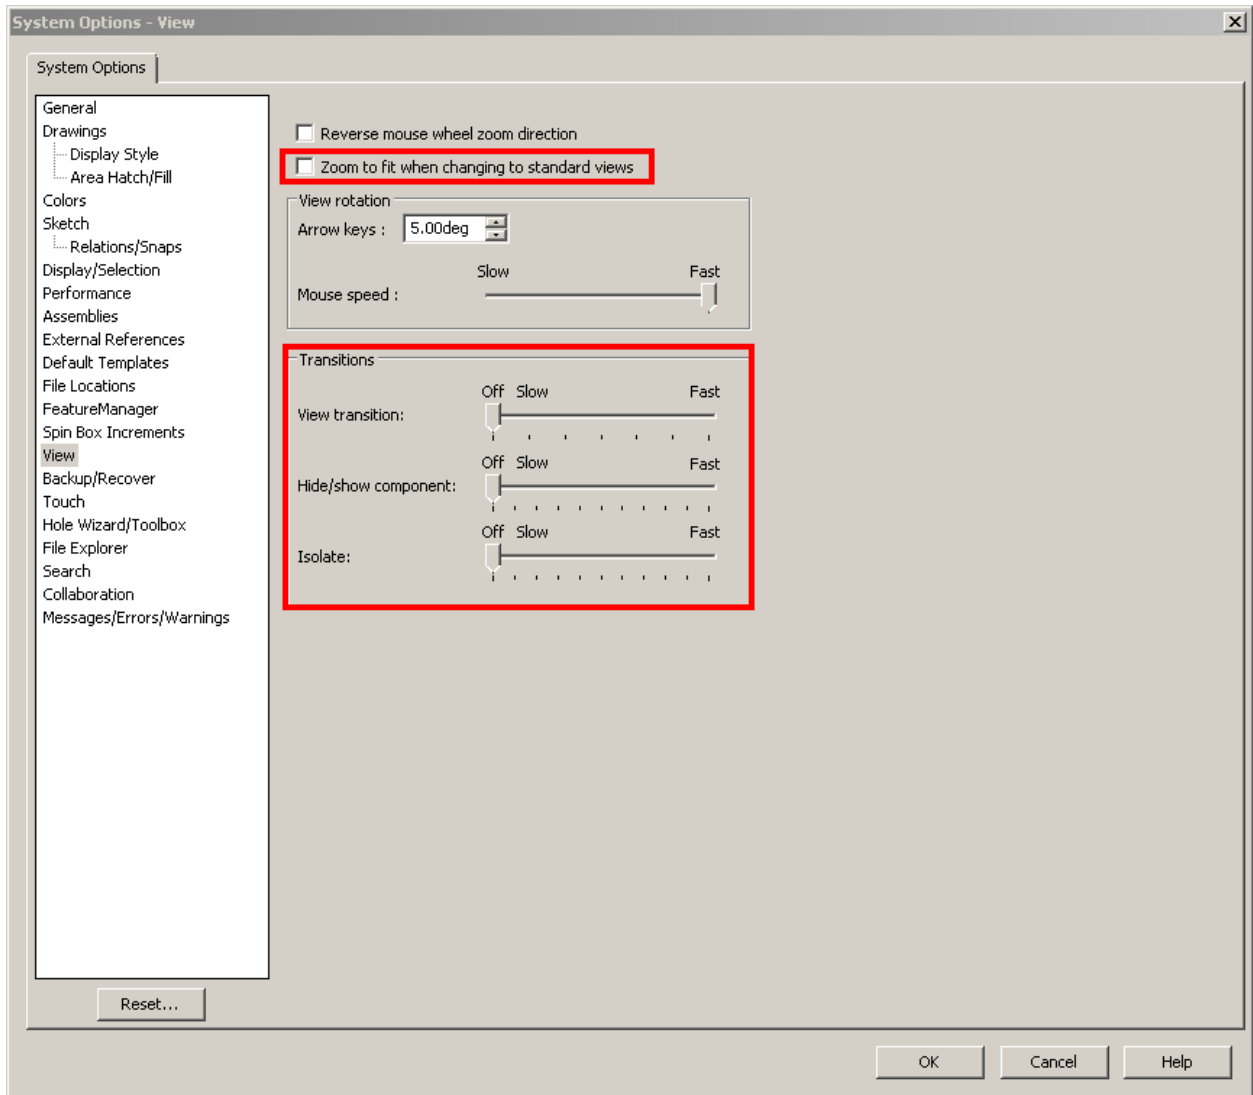 System Options - View
System Options
General
Drawings
Display Style
Area Hatch/Fill
Colors
Sketch
Relations/Snaps
Display/Selection
Performance
Assemblies
External References
Default Templates
File Locations
FeatureManager
Spin Box Increments
View
Backup/Recover
Touch
Hole Wizard/Toolbox
File Explorer
Search
Collaboration
Messages/Errors/Warnings
Reset...
Reverse mouse wheel zoom direction
Zoom to fit when changing to standard views
View rotation
Arrow keys : 5.00deg
Slow Fast
Mouse speed :
Transitions
Off Slow Fast
View transition:
Off Slow Fast
Hide/show component:
Off Slow Fast
Isolate:
OK Cancel Help